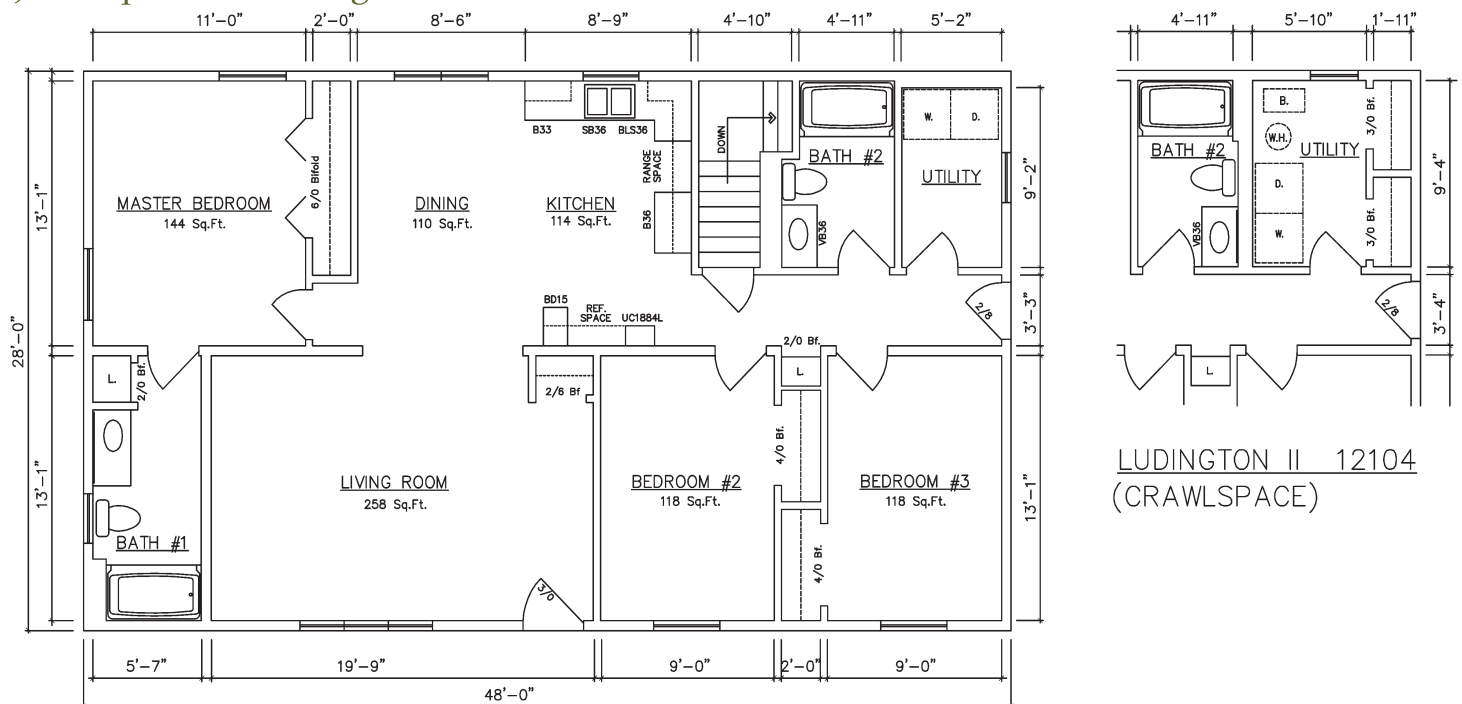 11'-0" 2'-0" 8'-6" 8'-9" 4'-10" 4'-11" 5'-2"
4'-11" 5'-10" 1'-11"
B33 SB36 BLS36
RANGE
SPACE
B36
DOWN
BATH #2
VB36
W. D.
UTILITY
9'-2"
6/0 Bifold
MASTER BEDROOM
144 Sq.Ft.
DINING
110 Sq.Ft.
KITCHEN
114 Sq.Ft.
13'-1"
28'-0"
BD15
REF.
SPACE
UC1884L
2/8
3'-3"
2/0 Bf.
L.
2/0 Bf.
L.
2/6 Bf
4/0 Bf.
4/0 Bf.
LIVING ROOM
258 Sq.Ft.
BEDROOM #2
118 Sq.Ft.
BEDROOM #3
118 Sq.Ft.
13'-1"
13'-1"
BATH #1
3/0
5'-7" 19'-9" 9'-0" 2'-0" 9'-0"
48'-0"
B.
W.H.
BATH #2
UTILITY
D.
W.
VB36
3/0 Bf.
3/0 Bf.
9'-4"
2/8
3'-4"
L.
LUDINGTON II 12104
(CRAWLSPACE)